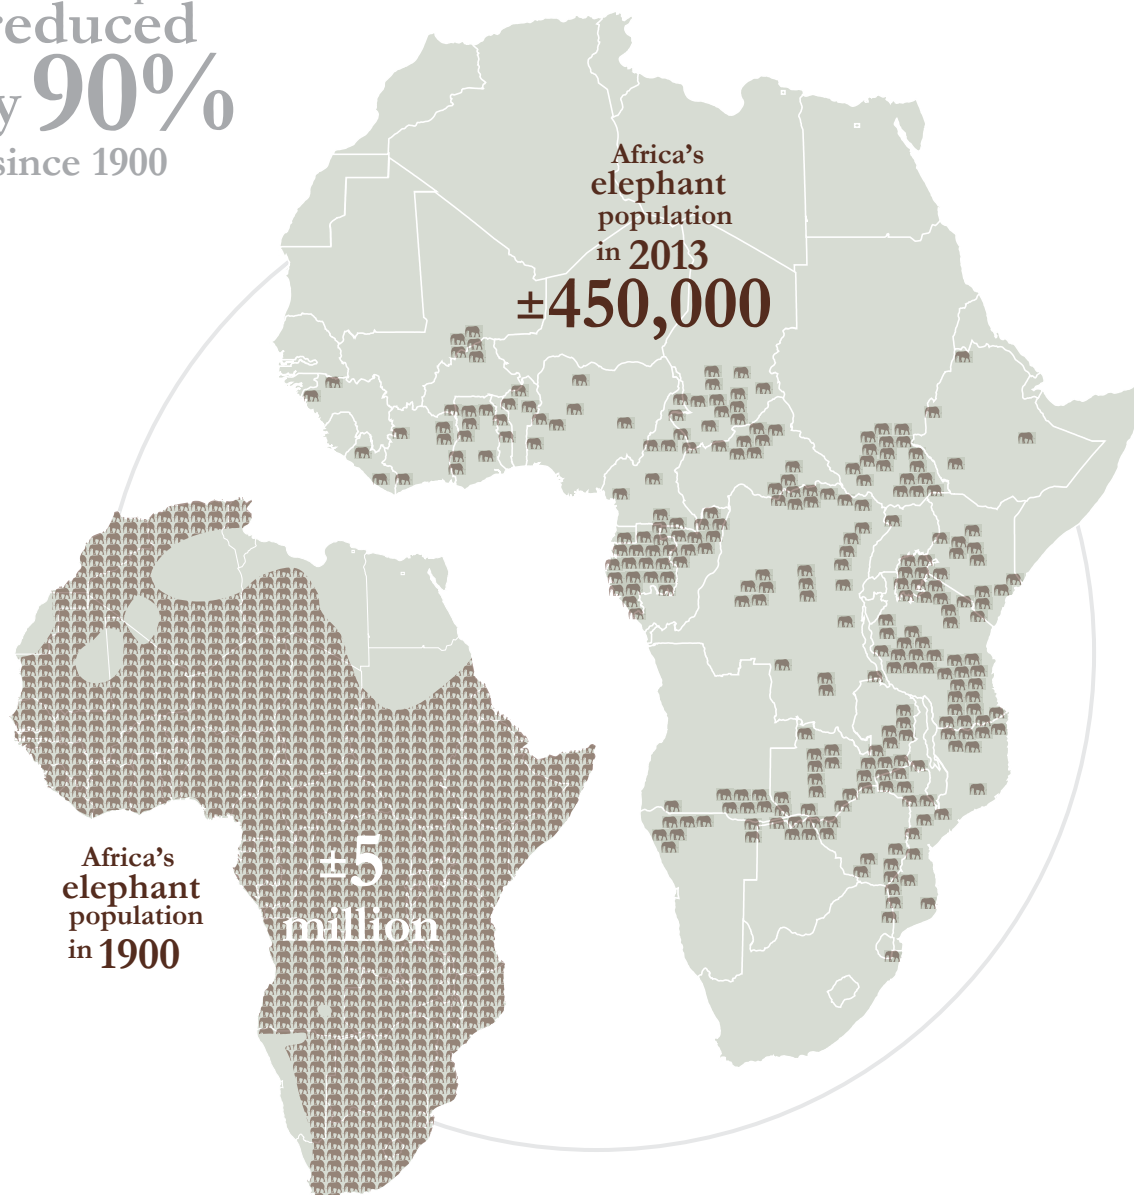 reduced
90%
since 1900
Africa’s
elephant
population
in 2013
±450,000
±5
million
Africa’s
elephant
population
in 1900